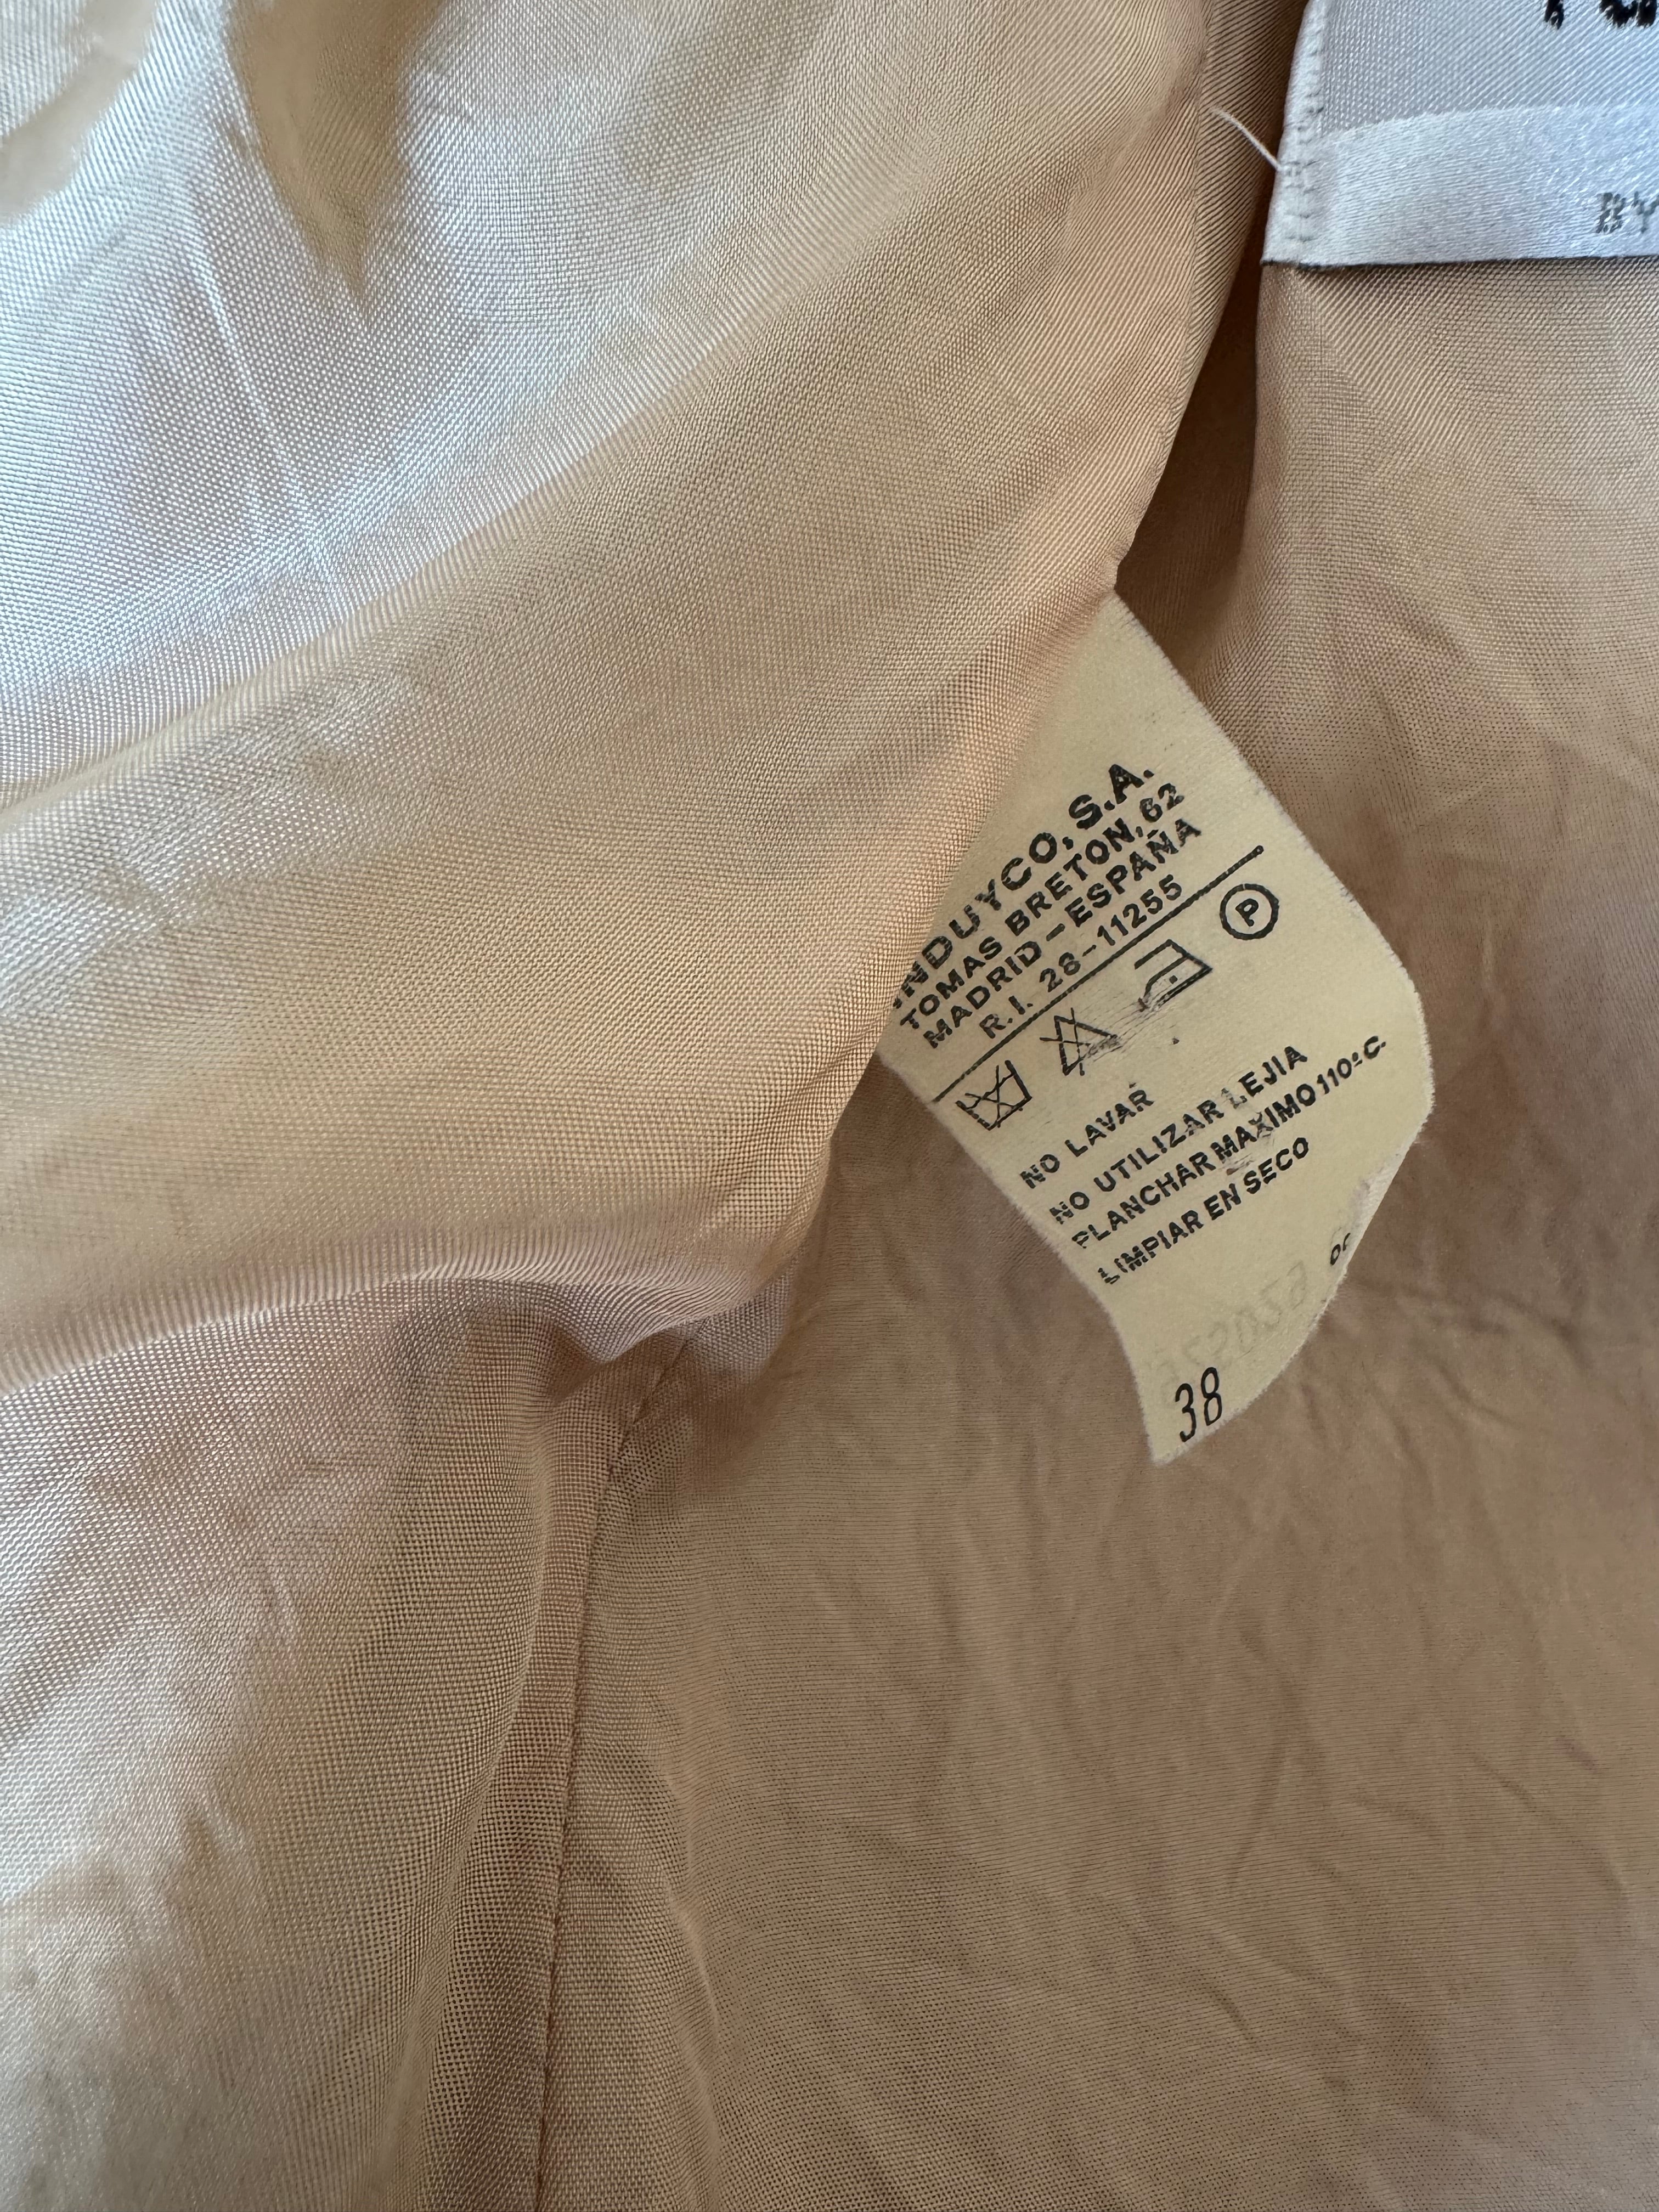 BY
INDUYCO, S.A.
TOMAS BRETON, 62
MADRID - ESPAÑA
R.I. 28-11255
P
NO LAVAR
NO UTILIZAR LEJIA
PLANCHAR MAXIMO 110º C.
LIMPIAR EN SECO
38